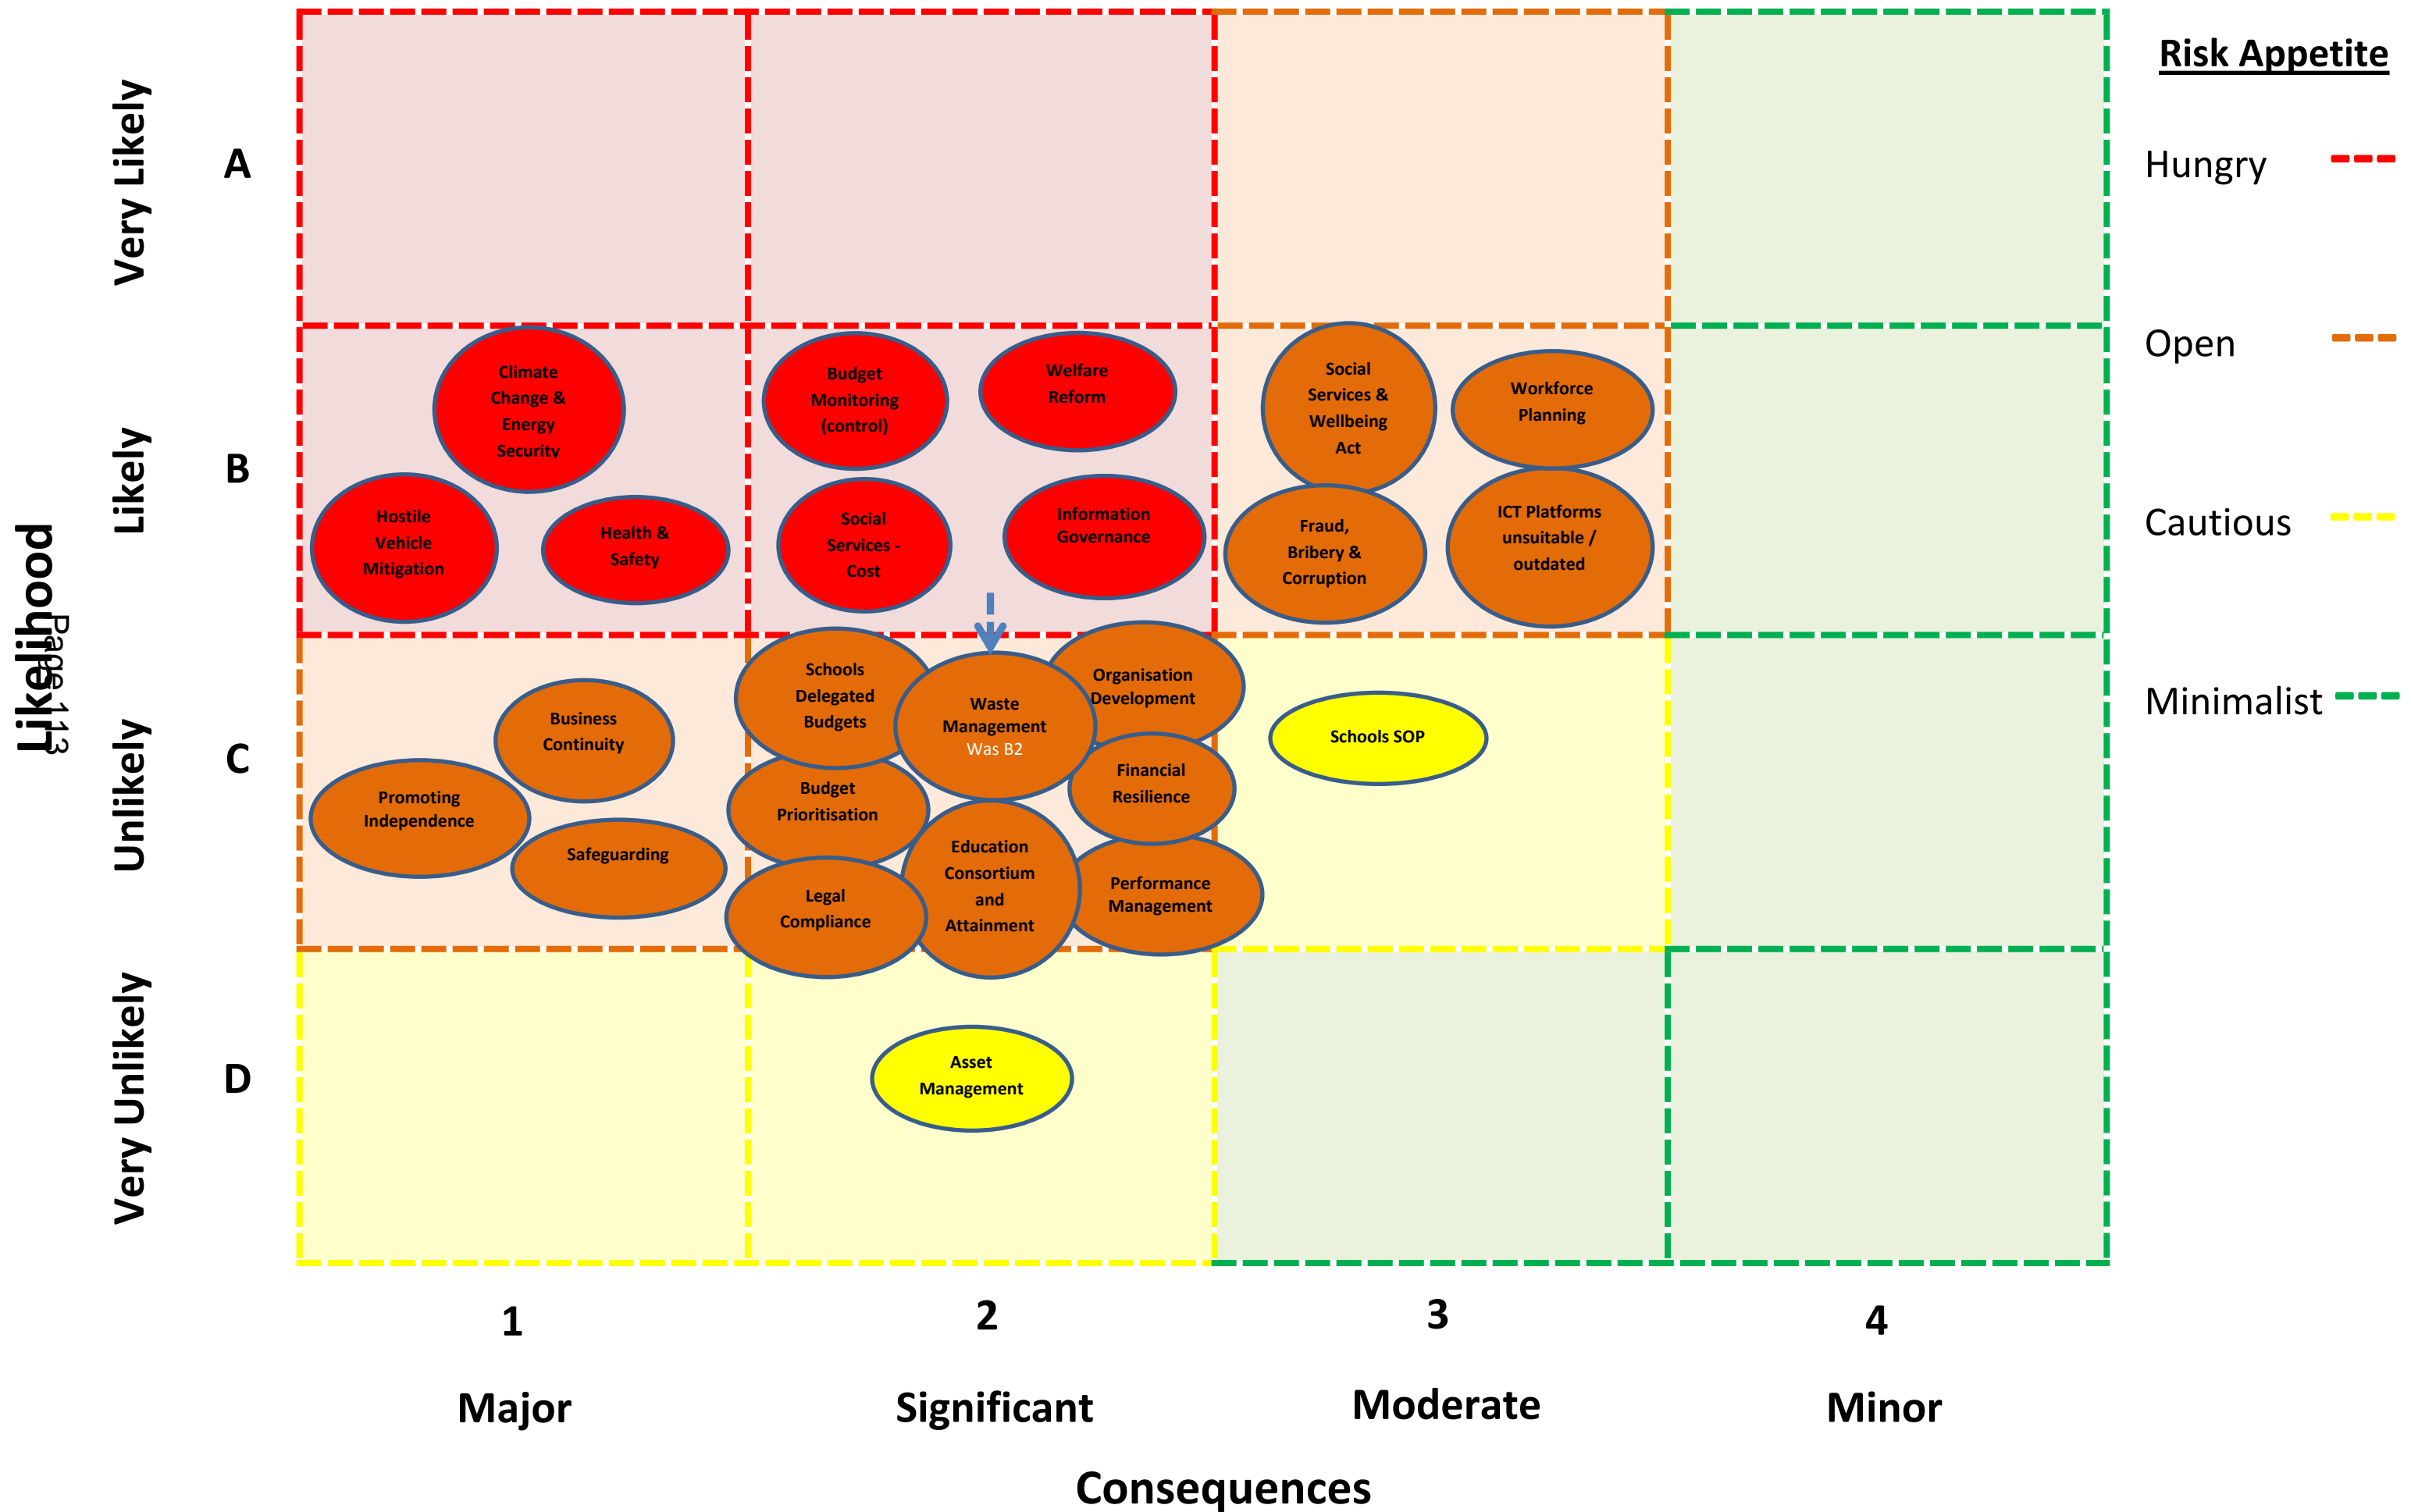 Risk Appetite
Hungry
Open
Cautious
Minimalist
Likelihood
Page 113
Very Likely
A
Likely
B
Unlikely
C
Very Unlikely
D
Climate
Change &
Energy
Security
Hostile
Vehicle
Mitigation
Health &
Safety
Budget
Monitoring
(control)
Welfare
Reform
Social
Services -
Cost
Information
Governance
Social
Services &
Wellbeing
Act
Workforce
Planning
Fraud,
Bribery &
Corruption
ICT Platforms
unsuitable /
outdated
Business
Continuity
Promoting
Independence
Safeguarding
Schools
Delegated
Budgets
Waste
Management
Was B2
Organisation
Development
Budget
Prioritisation
Financial
Resilience
Legal
Compliance
Education
Consortium
and
Attainment
Performance
Management
Schools SOP
Asset
Management
1
2
3
4
Major
Significant
Moderate
Minor
Consequences